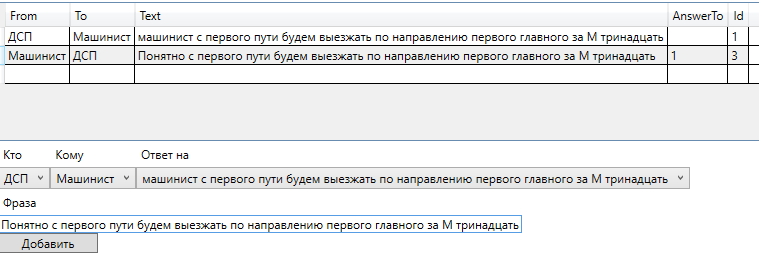 From To Text AnswerTo Id
ДСП Машинист машинист с первого пути будем выезжать по направлению первого главного за М тринадцать 1
Машинист ДСП Понятно с первого пути будем выезжать по направлению первого главного за М тринадцать 1 3
Кто Кому Ответ на
ДСП Машинист машинист с первого пути будем выезжать по направлению первого главного за М тринадцать
Фраза
Понятно с первого пути будем выезжать по направлению первого главного за М тринадцать
Добавить